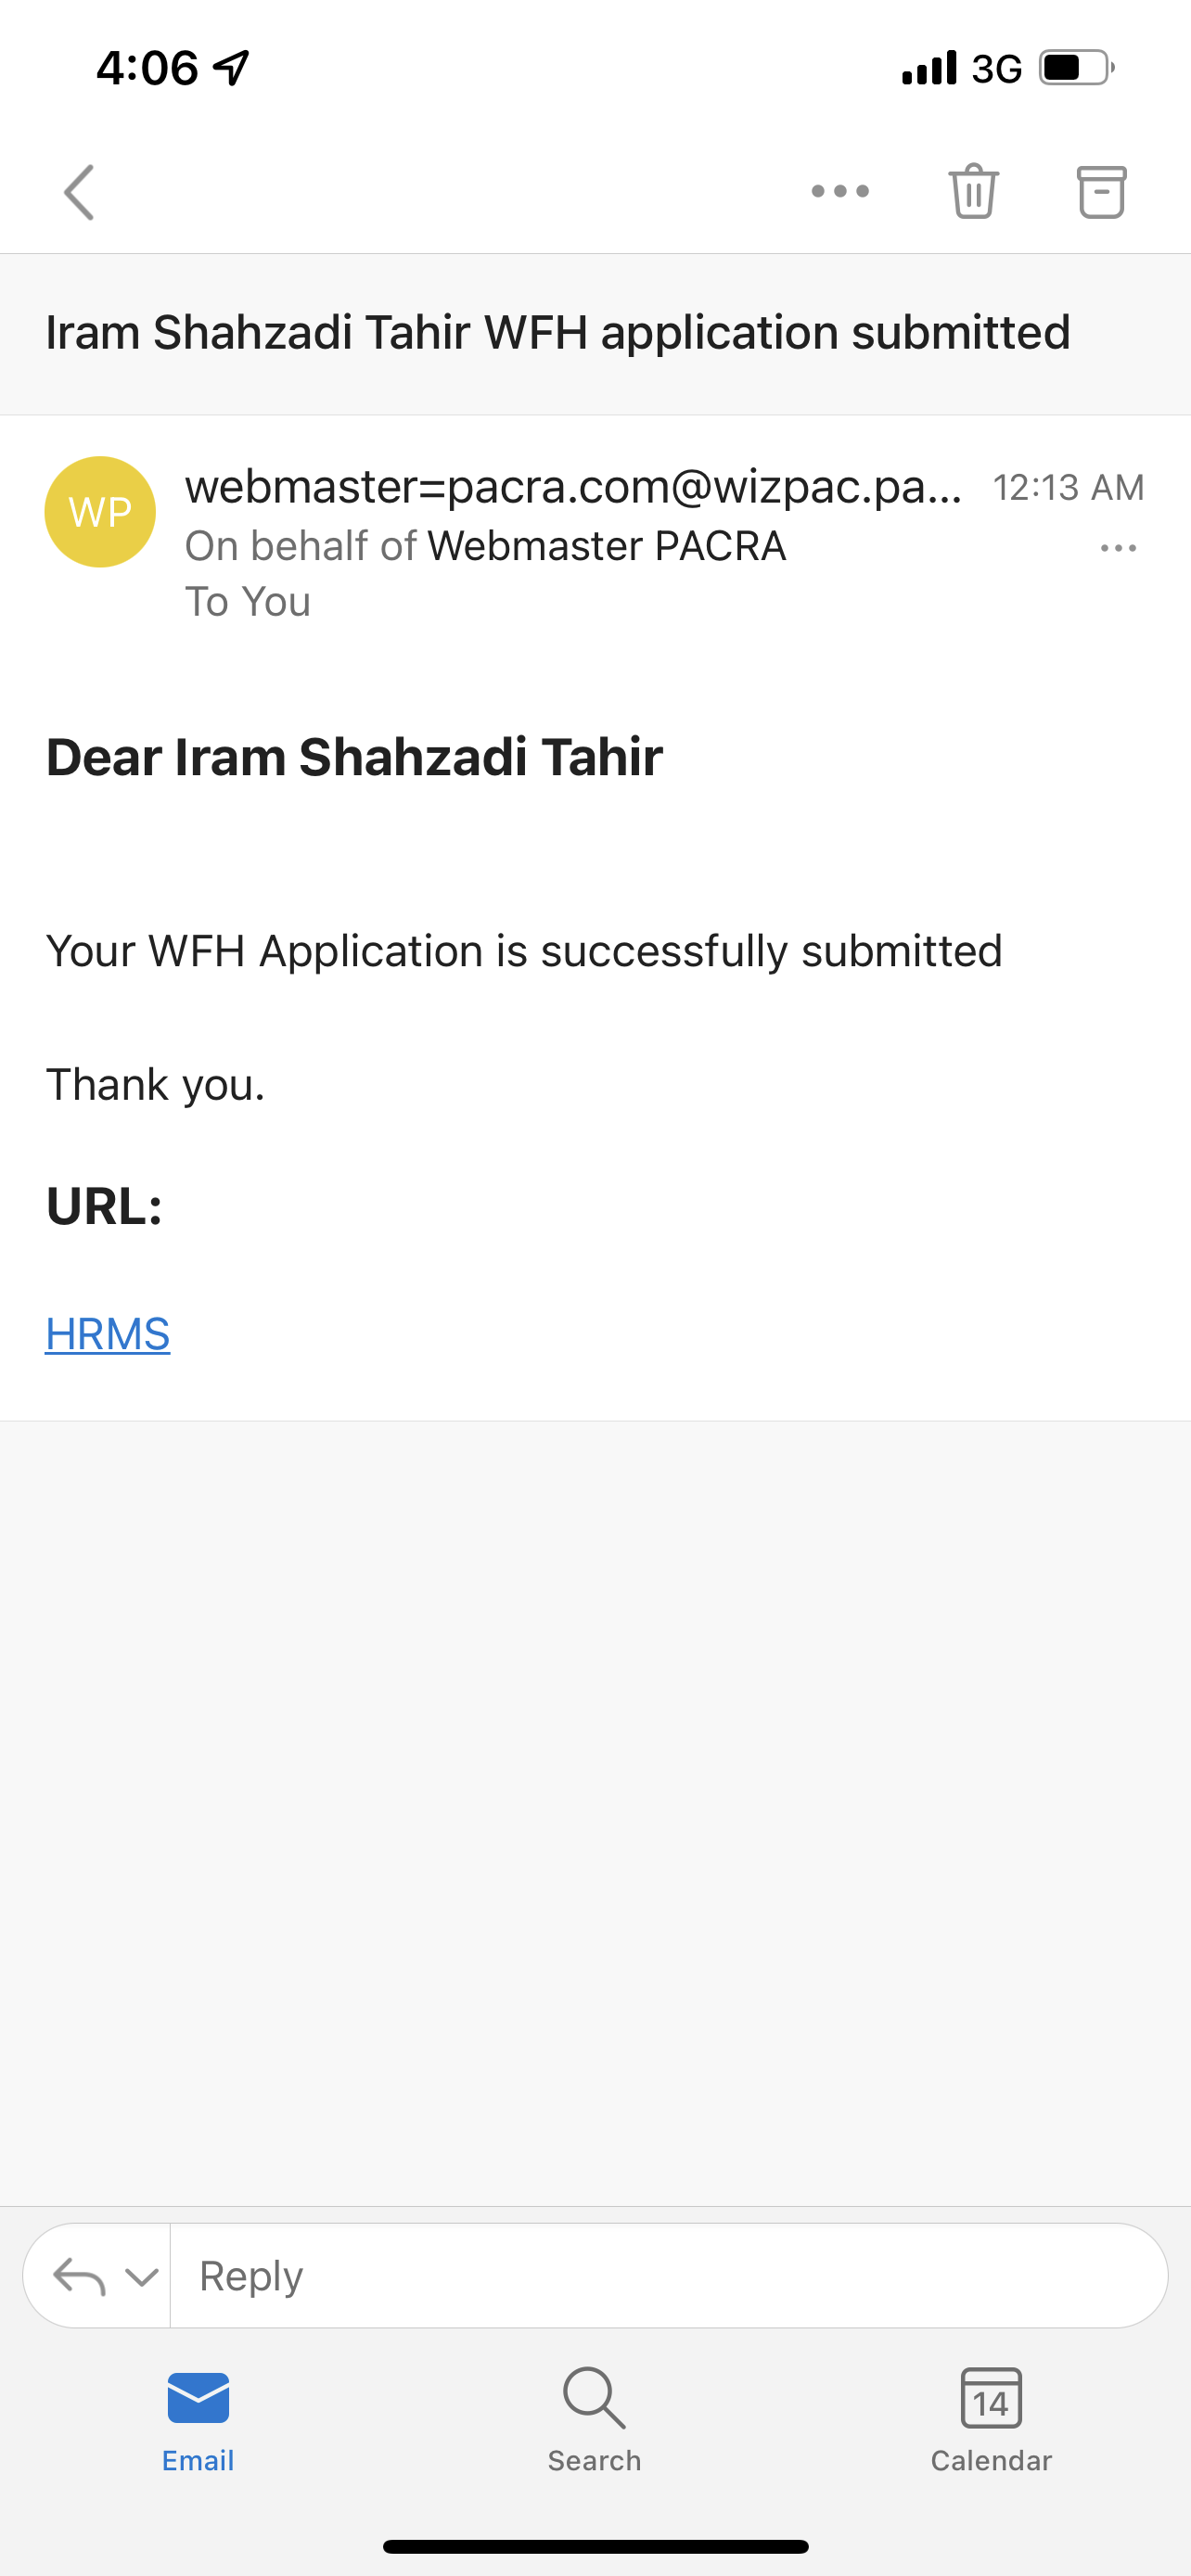 4:06
3G
Iram Shahzadi Tahir WFH application submitted
WP
webmaster=pacra.com@wizpac.pa... 12:13 AM
On behalf of Webmaster PACRA
To You
Dear Iram Shahzadi Tahir
Your WFH Application is successfully submitted
Thank you.
URL:
HRMS
Reply
14
Email
Search
Calendar